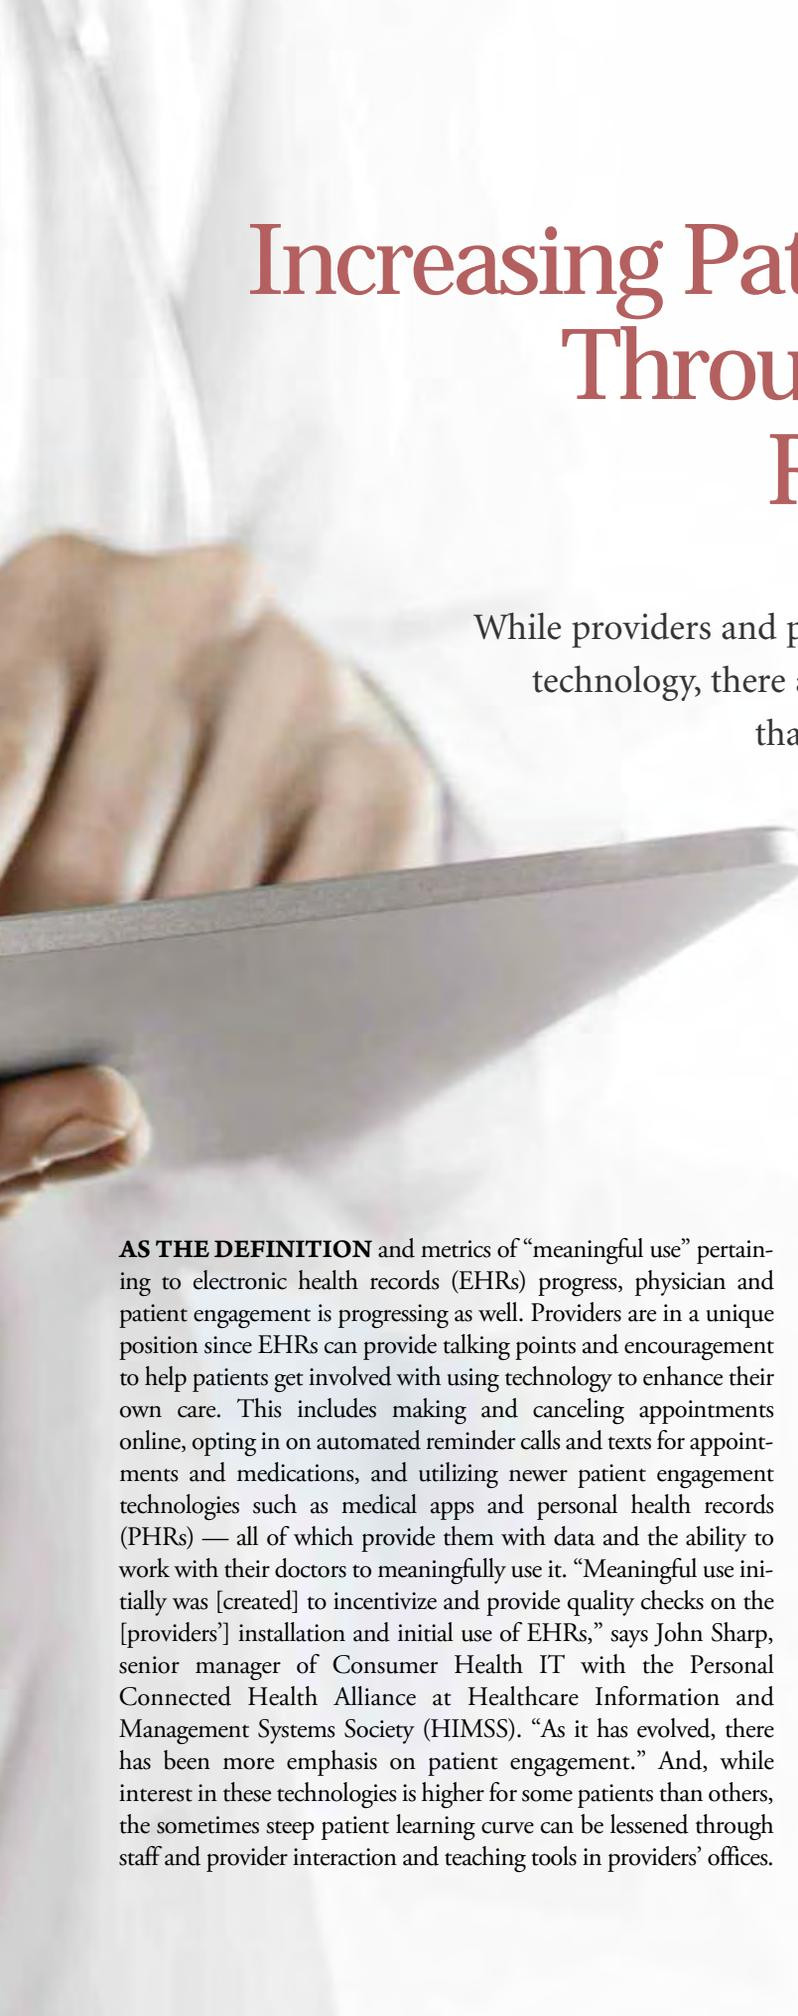 Increasing Pat
Throu
While providers and p
technology, there a
tha
AS THE DEFINITION and metrics of “meaningful use” pertain-
ing to electronic health records (EHRs) progress, physician and
patient engagement is progressing as well. Providers are in a unique
position since EHRs can provide talking points and encouragement
to help patients get involved with using technology to enhance their
own care. This includes making and canceling appointments
online, opting in on automated reminder calls and texts for appoint-
ments and medications, and utilizing newer patient engagement
technologies such as medical apps and personal health records
(PHRs) — all of which provide them with data and the ability to
work with their doctors to meaningfully use it. “Meaningful use ini-
tially was [created] to incentivize and provide quality checks on the
[providers’] installation and initial use of EHRs,” says John Sharp,
senior manager of Consumer Health IT with the Personal
Connected Health Alliance at Healthcare Information and
Management Systems Society (HIMSS). “As it has evolved, there
has been more emphasis on patient engagement.” And, while
interest in these technologies is higher for some patients than others,
the sometimes steep patient learning curve can be lessened through
staff and provider interaction and teaching tools in providers’ offices.